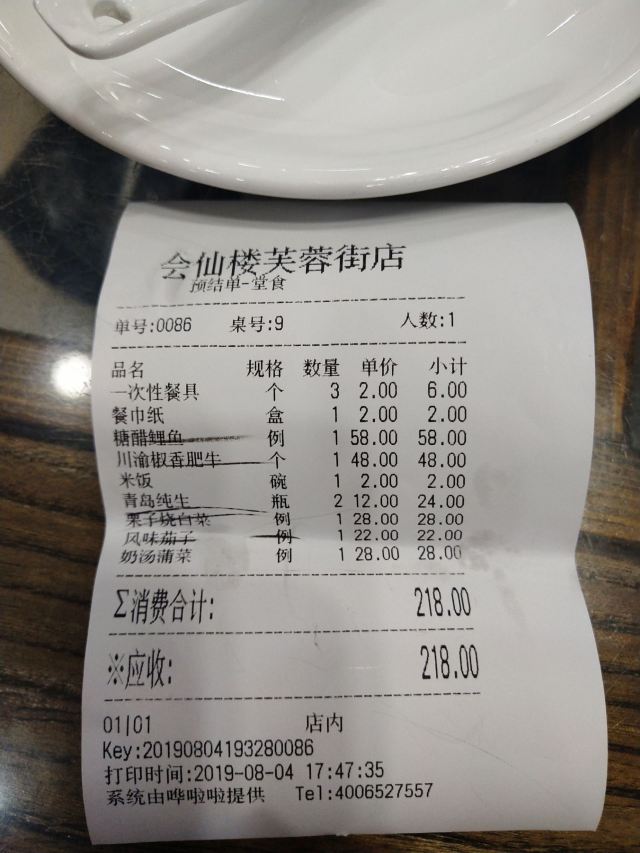 会仙楼芙蓉街店
预结单-堂食
单号:0086 桌号:9 人数:1
品名 规格 数量 单价 小计
一次性餐具 个 3 2.00 6.00
餐巾纸 盒 1 2.00 2.00
糖醋鲤鱼 例 1 58.00 58.00
川渝椒香肥牛 个 1 48.00 48.00
米饭 碗 1 2.00 2.00
青岛纯生 瓶 2 12.00 24.00
栗子烧白菜 例 1 28.00 28.00
风味茄子 例 1 22.00 22.00
奶汤蒲菜 例 1 28.00 28.00
Σ消费合计: 218.00
※应收: 218.00
01|01 店内
Key:20190804193280086
打印时间:2019-08-04 17:47:35
系统由哗啦啦提供 Tel:4006527557